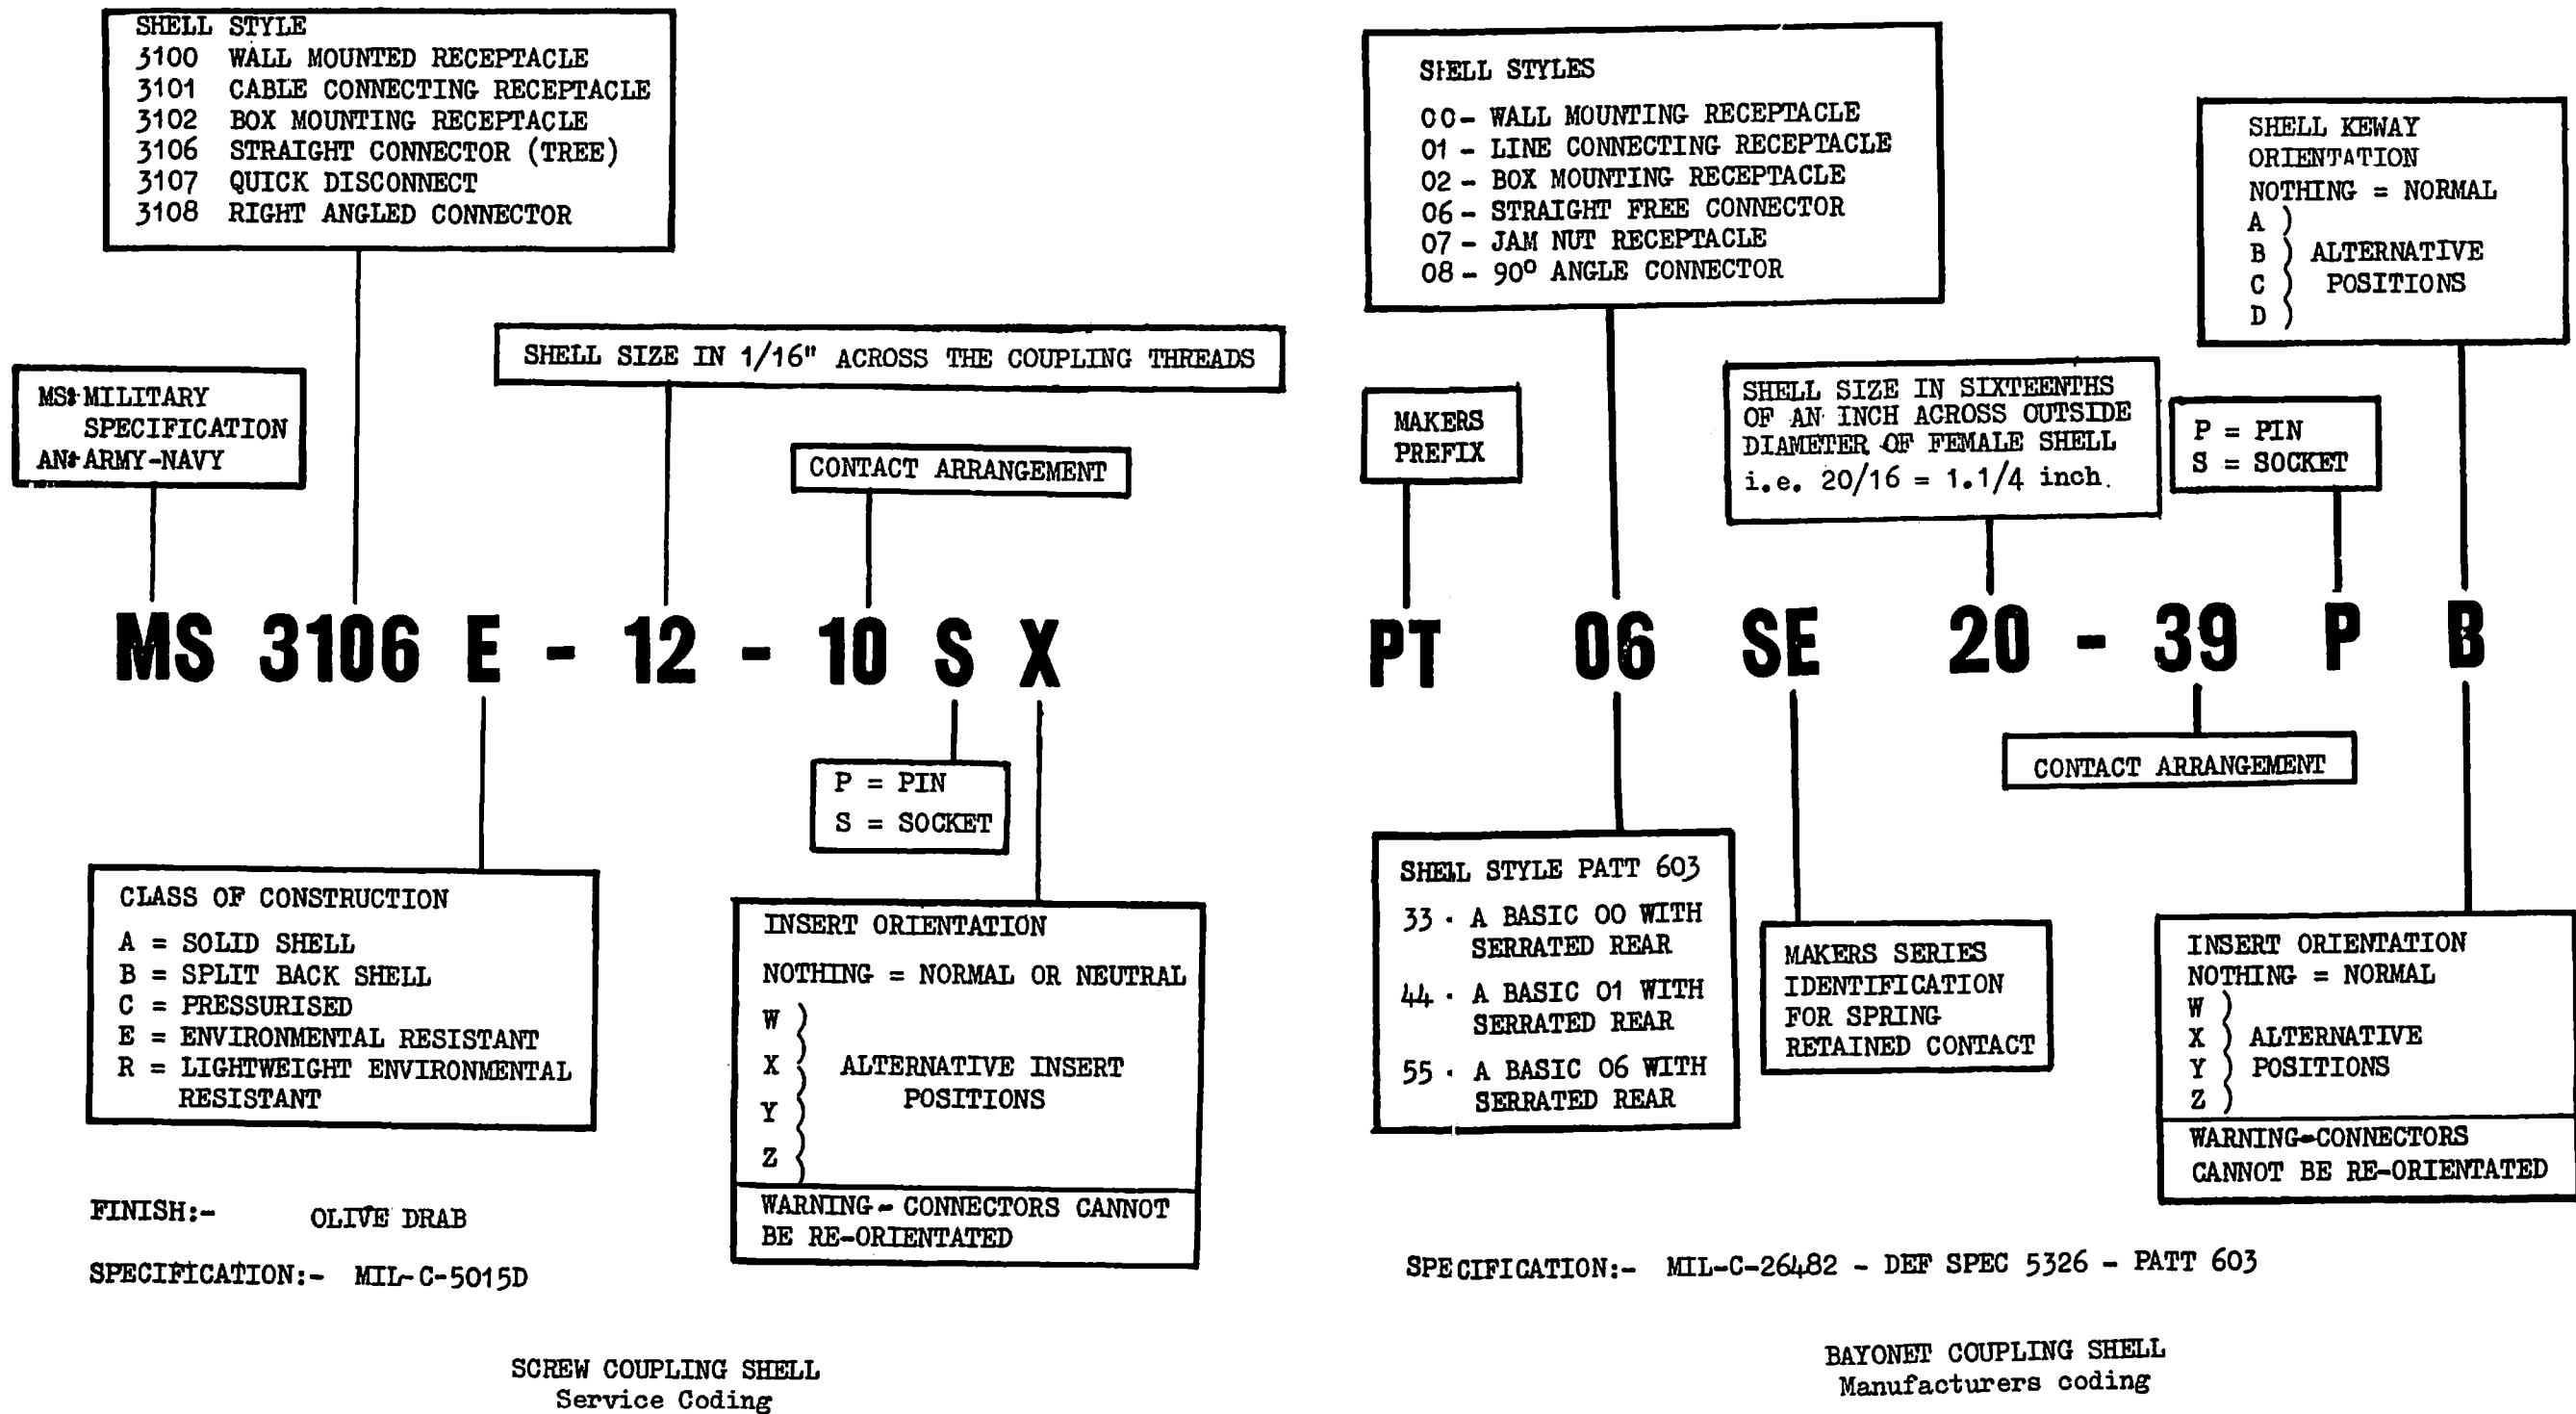 SHELL STYLE
3100 WALL MOUNTED RECEPTACLE
3101 CABLE CONNECTING RECEPTACLE
3102 BOX MOUNTING RECEPTACLE
3106 STRAIGHT CONNECTOR (TREE)
3107 QUICK DISCONNECT
3108 RIGHT ANGLED CONNECTOR
SHELL SIZE IN 1/16" ACROSS THE COUPLING THREADS
MS: MILITARY
SPECIFICATION
AN: ARMY-NAVY
CONTACT ARRANGEMENT
MS 3106 E - 12 - 10 S X
P = PIN
S = SOCKET
CLASS OF CONSTRUCTION
A = SOLID SHELL
B = SPLIT BACK SHELL
C = PRESSURISED
E = ENVIRONMENTAL RESISTANT
R = LIGHTWEIGHT ENVIRONMENTAL
RESISTANT
INSERT ORIENTATION
NOTHING = NORMAL OR NEUTRAL
W )
X ) ALTERNATIVE INSERT
Y ) POSITIONS
Z )
WARNING - CONNECTORS CANNOT
BE RE-ORIENTATED
FINISH:- OLIVE DRAB
SPECIFICATION:- MIL-C-5015D
SCREW COUPLING SHELL
Service Coding
SHELL STYLES
00 - WALL MOUNTING RECEPTACLE
01 - LINE CONNECTING RECEPTACLE
02 - BOX MOUNTING RECEPTACLE
06 - STRAIGHT FREE CONNECTOR
07 - JAM NUT RECEPTACLE
08 - 90º ANGLE CONNECTOR
SHELL KEWAY
ORIENTATION
NOTHING = NORMAL
A )
B ) ALTERNATIVE
C ) POSITIONS
D )
MAKERS
PREFIX
SHELL SIZE IN SIXTEENTHS
OF AN INCH ACROSS OUTSIDE
DIAMETER OF FEMALE SHELL
i.e. 20/16 = 1.1/4 inch.
P = PIN
S = SOCKET
PT 06 SE 20 - 39 P B
CONTACT ARRANGEMENT
SHELL STYLE PATT 603
33 . A BASIC 00 WITH
SERRATED REAR
44 . A BASIC 01 WITH
SERRATED REAR
55 . A BASIC 06 WITH
SERRATED REAR
MAKERS SERIES
IDENTIFICATION
FOR SPRING
RETAINED CONTACT
INSERT ORIENTATION
NOTHING = NORMAL
W )
X ) ALTERNATIVE
Y ) POSITIONS
Z )
WARNING-CONNECTORS
CANNOT BE RE-ORIENTATED
SPECIFICATION:- MIL-C-26482 - DEF SPEC 5326 - PATT 603
BAYONET COUPLING SHELL
Manufacturers coding